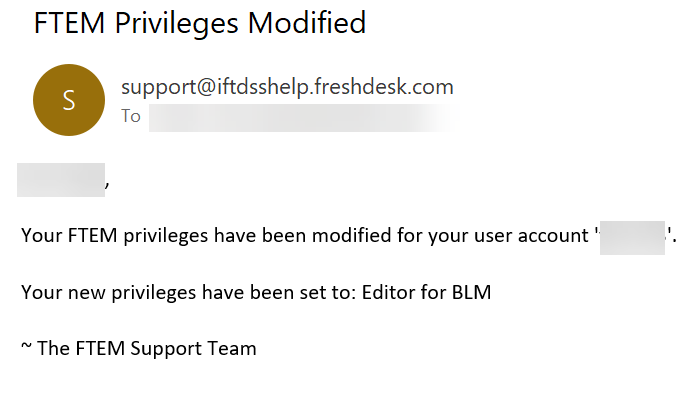 FTEM Privileges Modified
S
support@iftdsshelp.freshdesk.com
To
,
Your FTEM privileges have been modified for your user account ' '.
Your new privileges have been set to: Editor for BLM
~ The FTEM Support Team